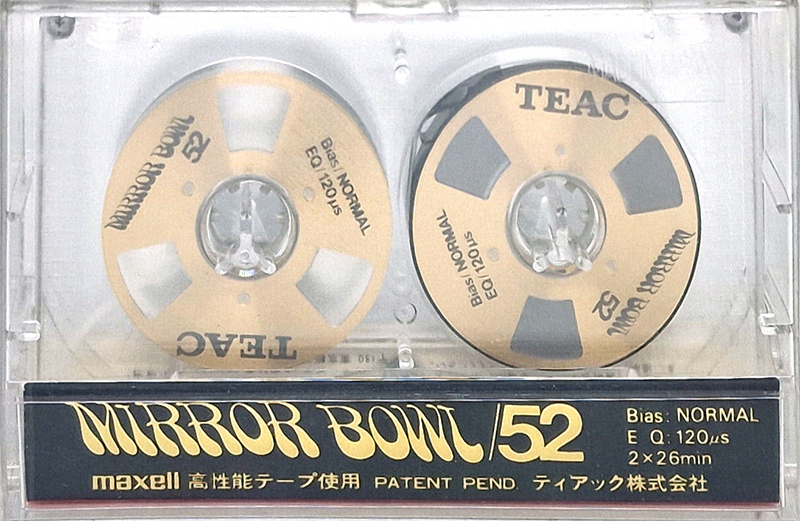 MIRROR BOWL
52
Bias/NORMAL
EQ/120μs
TEAC
TEAC
Bias/NORMAL
EQ/120μs
MIRROR BOWL
52
MIRROR BOWL/52
Bias: NORMAL
E Q: 120μs
2×26min
maxell 高性能テープ使用 PATENT PEND. ティアック株式会社